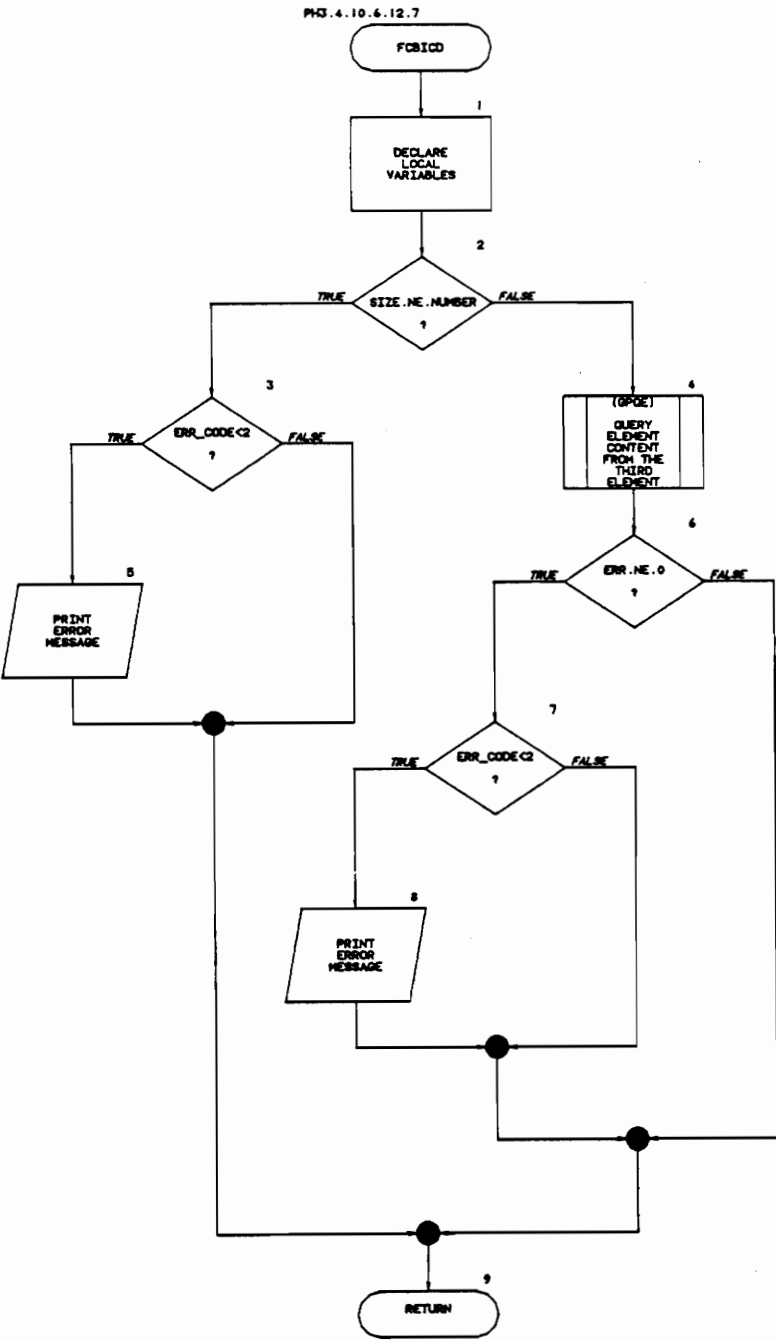 PH3.4.10.6.12.7
FCBICD
1
DECLARE
LOCAL
VARIABLES
2
TRUE
SIZE.NE.NUMBER
?
FALSE
3
TRUE
ERR_CODE<2
?
FALSE
4
(GPQE)
QUERY
ELEMENT
CONTENT
FROM THE
THIRD
ELEMENT
5
PRINT
ERROR
MESSAGE
6
TRUE
ERR.NE.0
?
FALSE
7
TRUE
ERR_CODE<2
?
FALSE
8
PRINT
ERROR
MESSAGE
9
RETURN